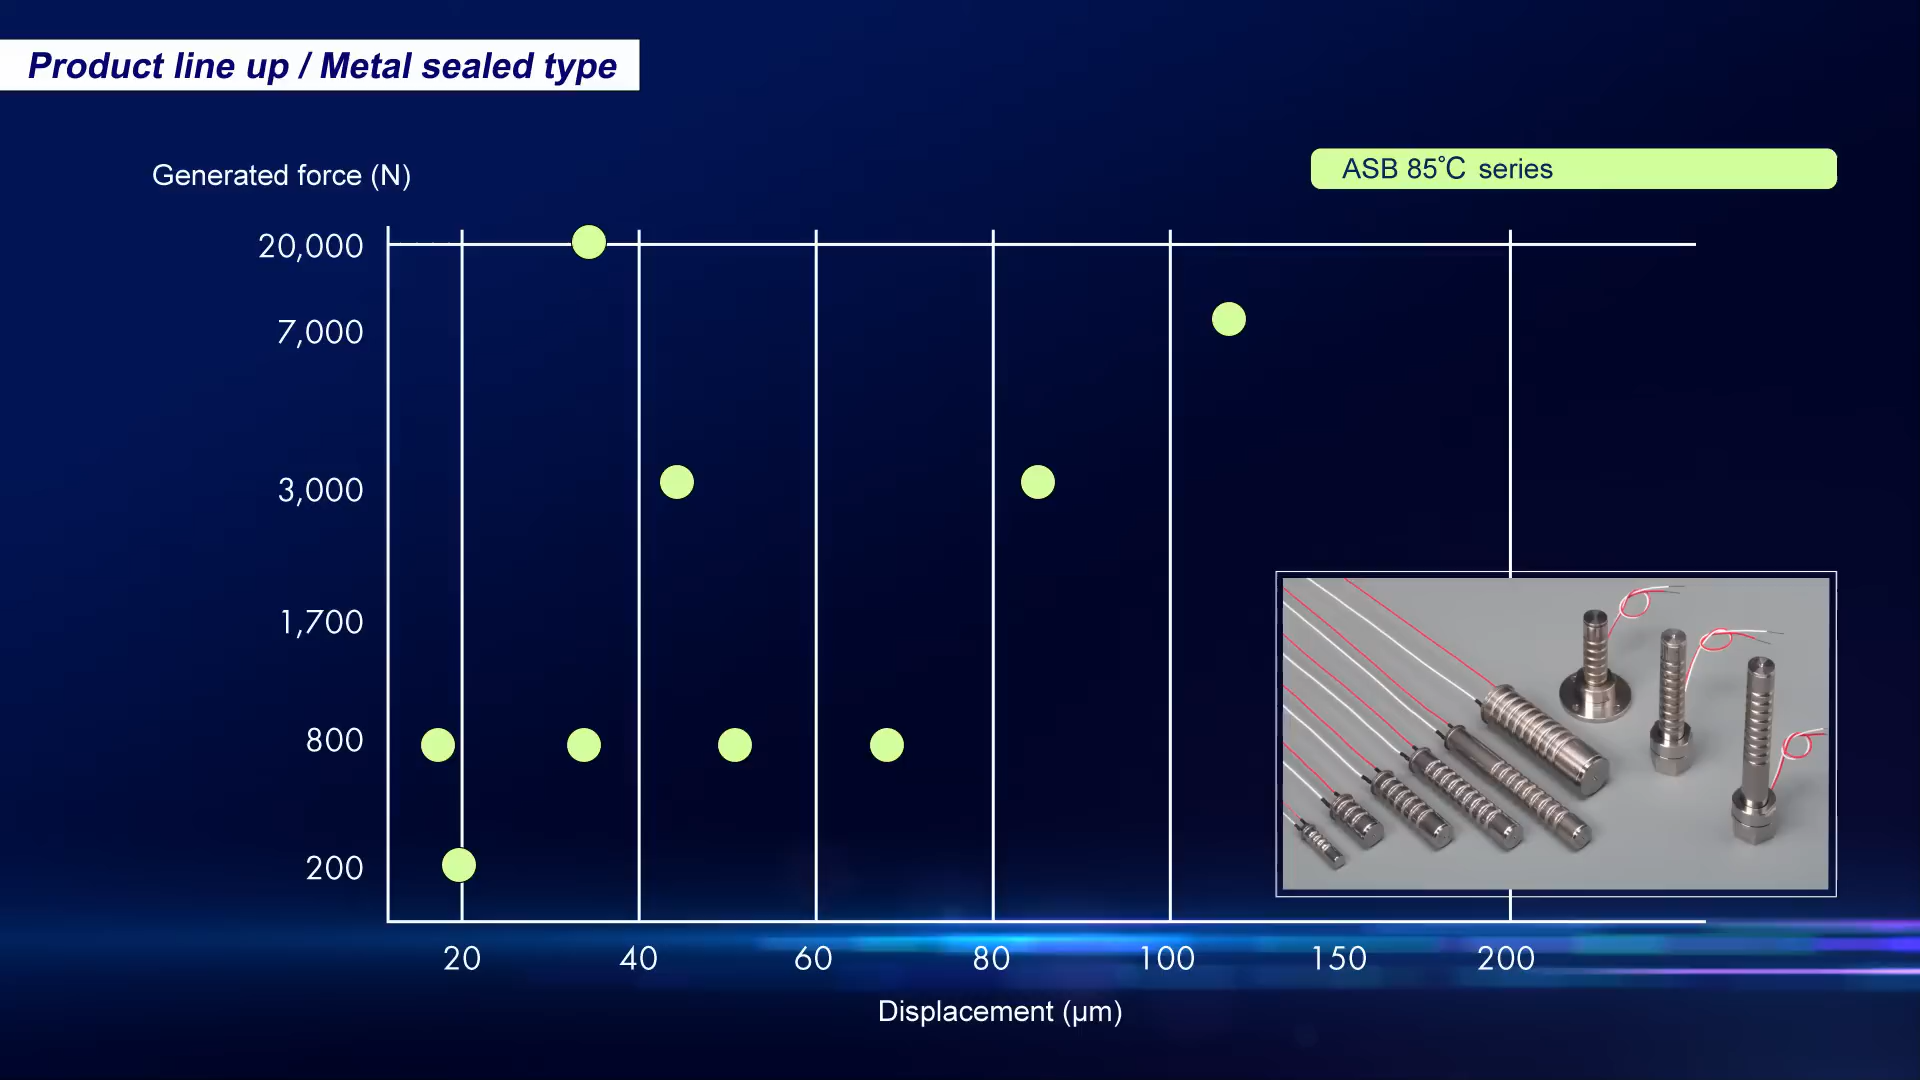 Product line up / Metal sealed type
Generated force (N)
ASB 85℃ series
20,000
7,000
3,000
1,700
800
200
20 40 60 80 100 150 200
Displacement (μm)